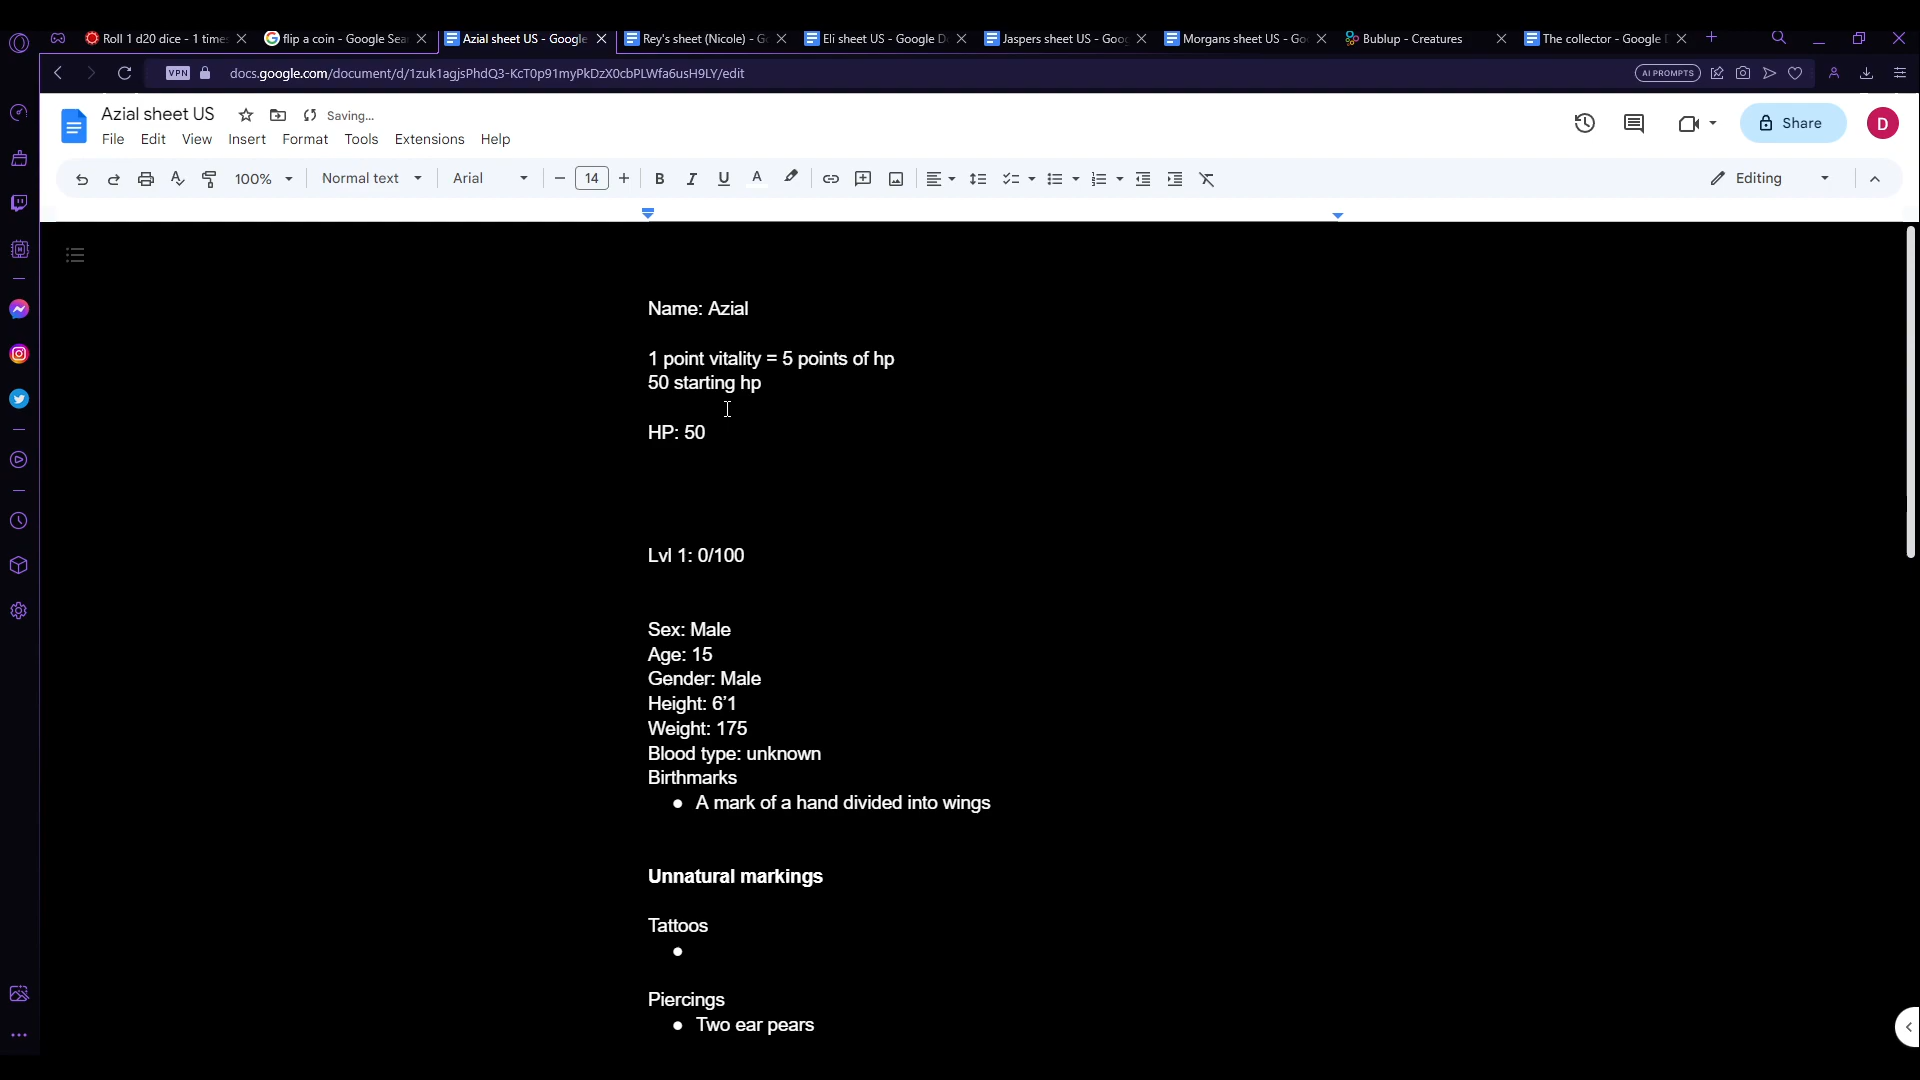 Roll 1 d20 dice - 1 time
flip a coin - Google Sea
Azial sheet US - Google
Rey's sheet (Nicole) - G
Eli sheet US - Google D
Jaspers sheet US - Goog
Morgans sheet US - Go
Bublup - Creatures
The collector - Google
VPN
docs.google.com/document/d/1zuk1agjsPhdQ3-KcT0p91myPkDzX0cbPLWfa6usH9LY/edit
AI PROMPTS
Azial sheet US
Saving...
File Edit View Insert Format Tools Extensions Help
Share
D
100%
Normal text
Arial
14
B I U A
Editing
Name: Azial
1 point vitality = 5 points of hp
50 starting hp
HP: 50
Lvl 1: 0/100
Sex: Male
Age: 15
Gender: Male
Height: 6’1
Weight: 175
Blood type: unknown
Birthmarks
● A mark of a hand divided into wings
Unnatural markings
Tattoos
●
Piercings
● Two ear pears